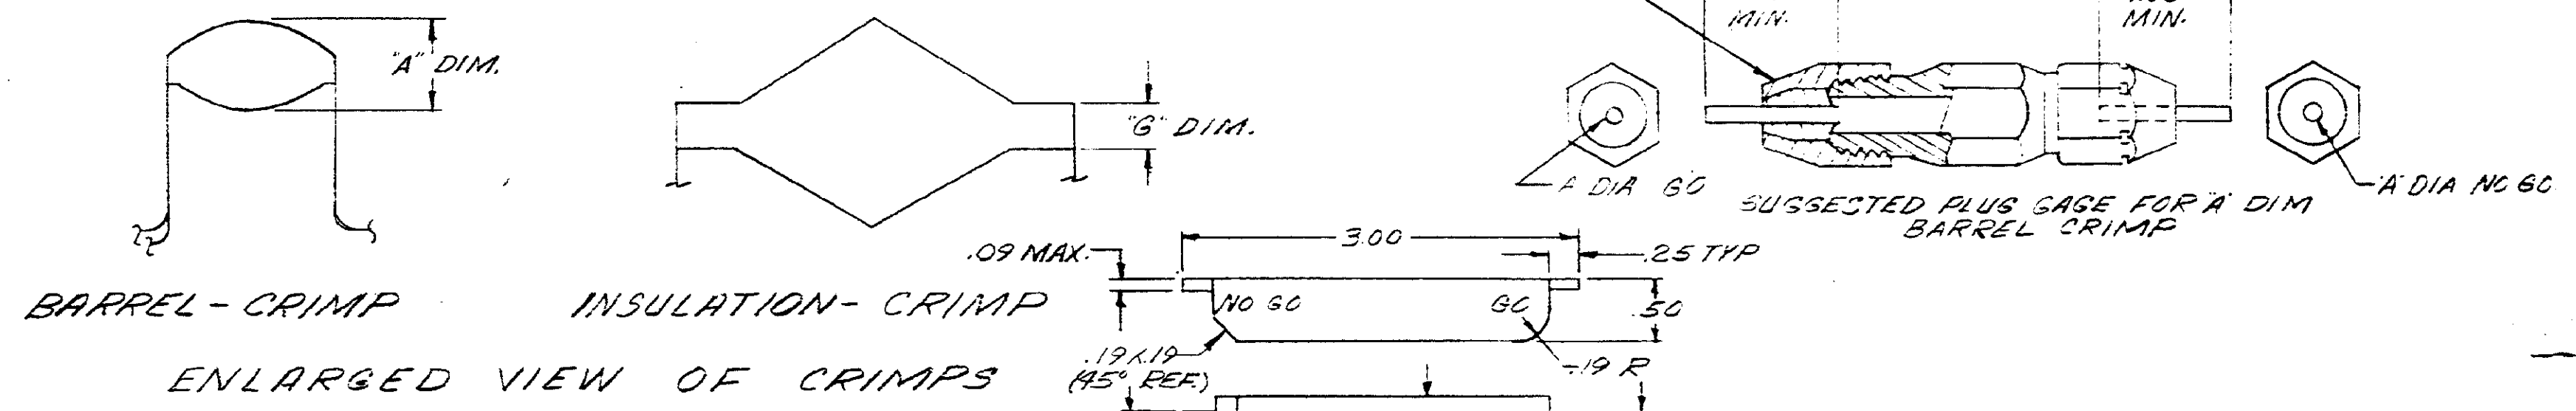 "A" DIM.
BARREL-CRIMP
"G" DIM.
INSULATION-CRIMP
ENLARGED VIEW OF CRIMPS
MIN.
MIN.
A DIA GO
"A" DIA NO GO
SUGGESTED PLUG GAGE FOR "A" DIM
BARREL CRIMP
3.00
.09 MAX.
.25 TYP
NO GO
GO
.50
.19 X .19
(45° REF.)
.19 R